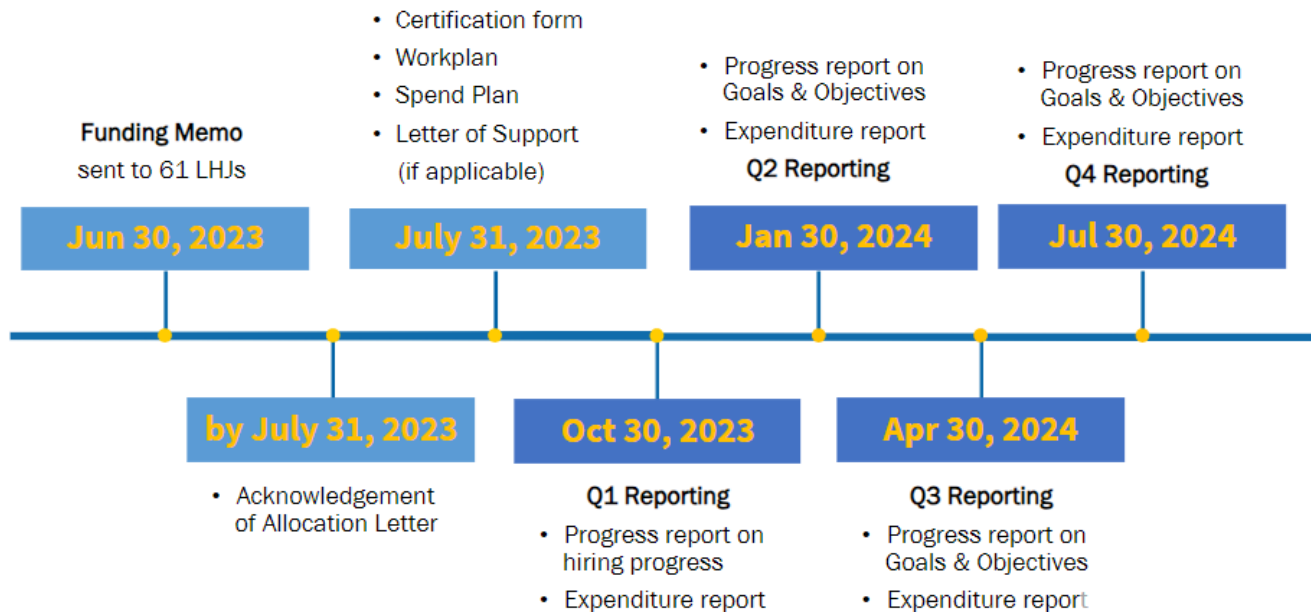 Funding Memo
sent to 61 LHJs
Jun 30, 2023
by July 31, 2023
• Acknowledgement
of Allocation Letter
• Certification form
• Workplan
• Spend Plan
• Letter of Support
(if applicable)
July 31, 2023
Oct 30, 2023
Q1 Reporting
• Progress report on
hiring progress
• Expenditure report
• Progress report on
Goals & Objectives
• Expenditure report
Q2 Reporting
Jan 30, 2024
Apr 30, 2024
Q3 Reporting
• Progress report on
Goals & Objectives
• Expenditure report
• Progress report on
Goals & Objectives
• Expenditure report
Q4 Reporting
Jul 30, 2024